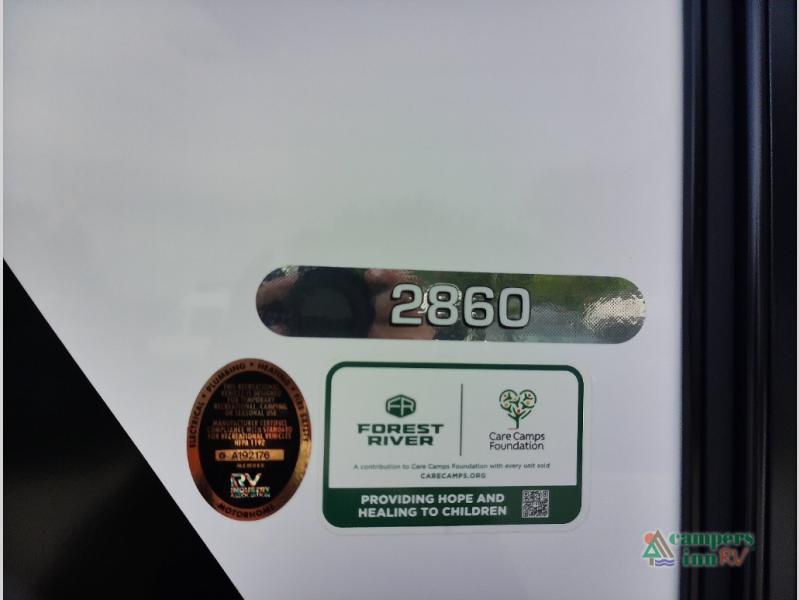 2860
ELECTRICAL • PLUMBING • HEATING • FIRE SAFETY
THIS RECREATIONAL
VEHICLE IS DESIGNED
FOR TEMPORARY
RECREATIONAL, CAMPING,
OR SEASONAL USE
MANUFACTURER CERTIFIES
COMPLIANCE WITH STANDARD
FOR RECREATIONAL VEHICLES
NFPA 1192
G A192176
MEMBER
RV
INDUSTRY
ASSOCIATION
MOTORHOME
FOREST
RIVER
Care Camps
Foundation
A contribution to Care Camps Foundation with every unit sold
CARECAMPS.ORG
PROVIDING HOPE AND
HEALING TO CHILDREN
campers
inn RV